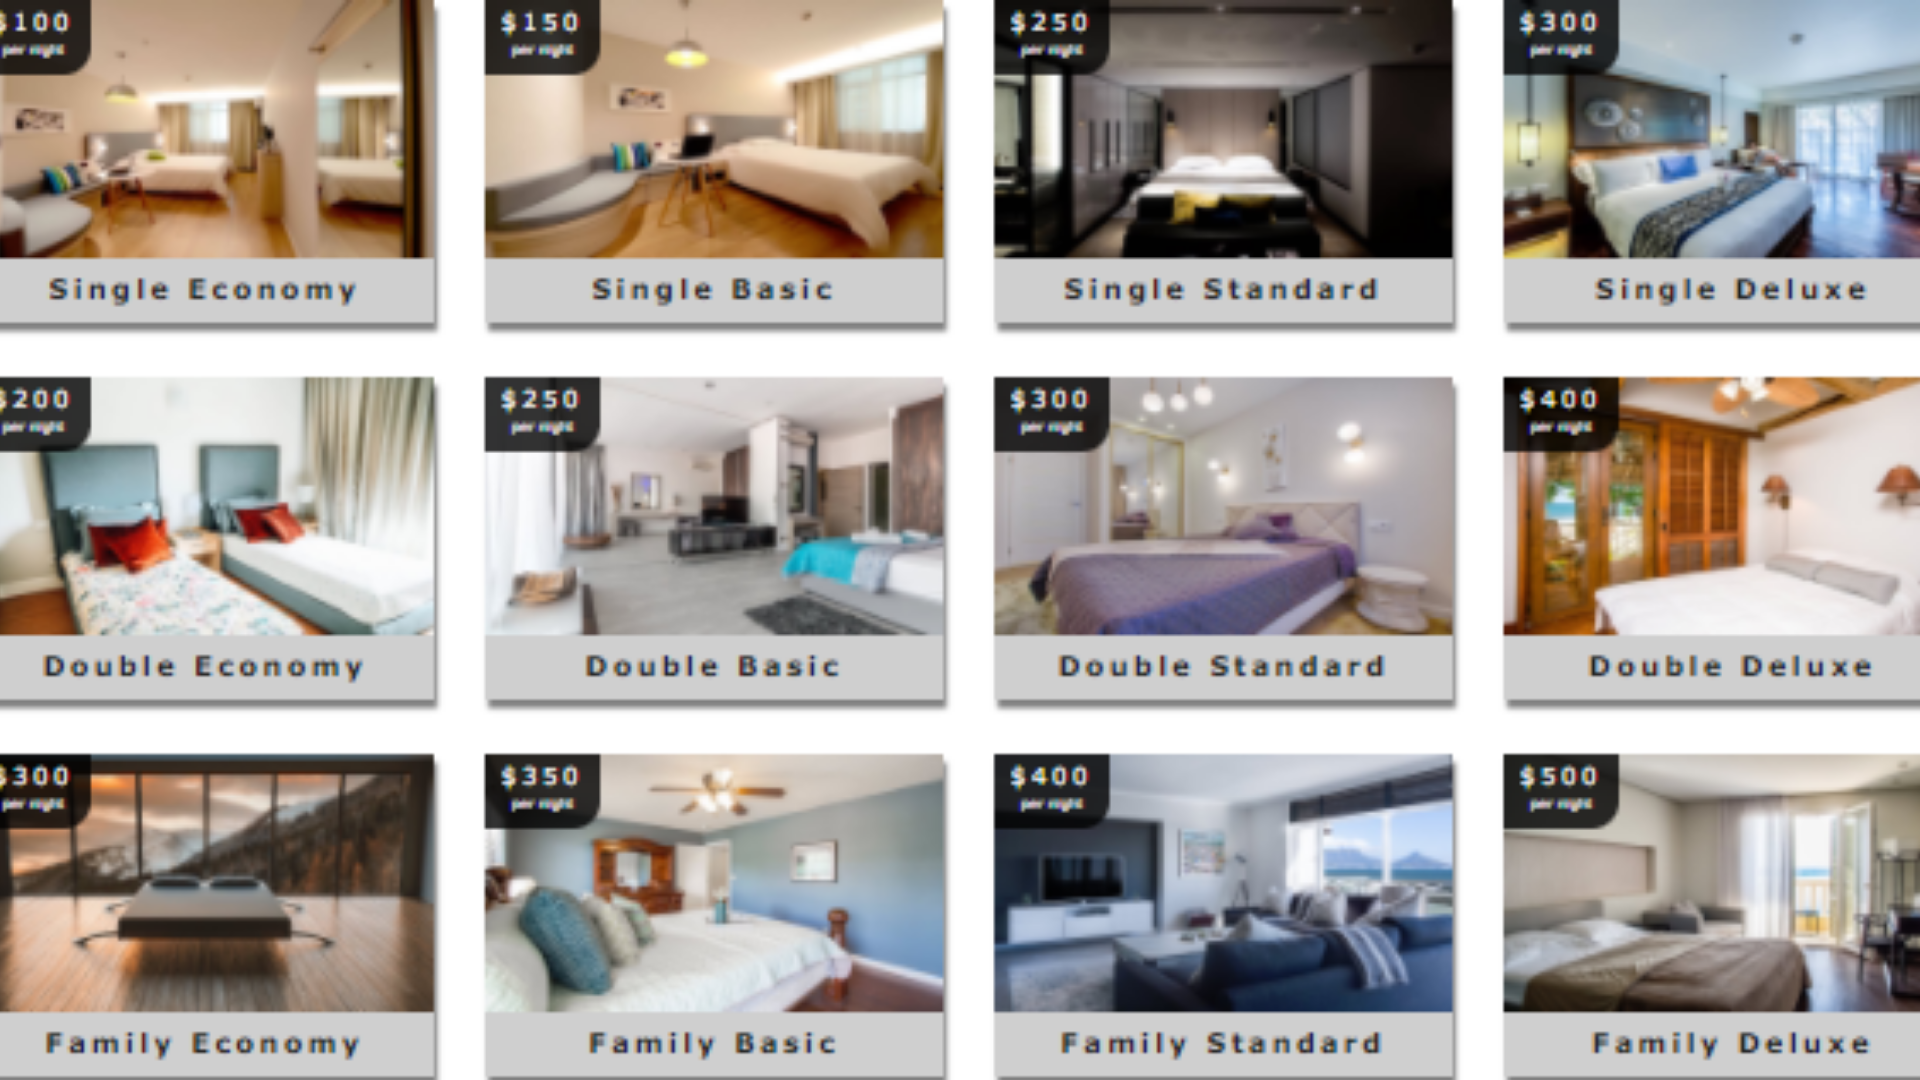 $100 $150 $250 $300
per night per night per night per night
Single Economy Single Basic Single Standard Single Deluxe
$200 $250 $300 $400
per night per night per night per night
Double Economy Double Basic Double Standard Double Deluxe
$300 $350 $400 $500
per night per night per night per night
Family Economy Family Basic Family Standard Family Deluxe